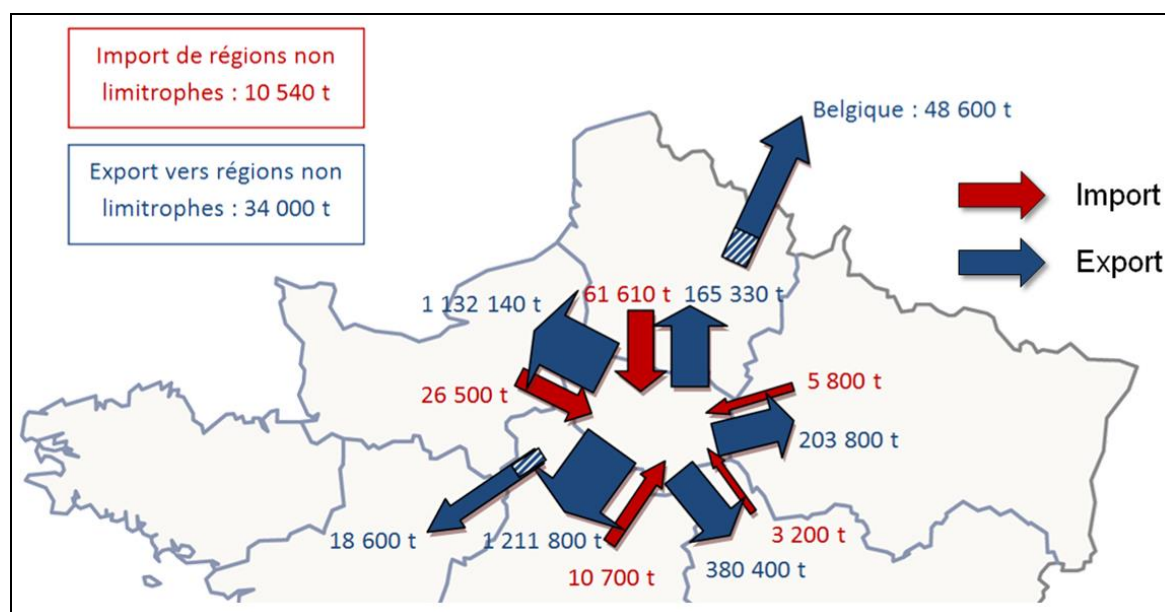 Import de régions non
limitrophes : 10 540 t
Export vers régions non
limitrophes : 34 000 t
Belgique : 48 600 t
Import
Export
1 132 140 t
61 610 t
165 330 t
26 500 t
5 800 t
203 800 t
18 600 t
1 211 800 t
3 200 t
10 700 t
380 400 t